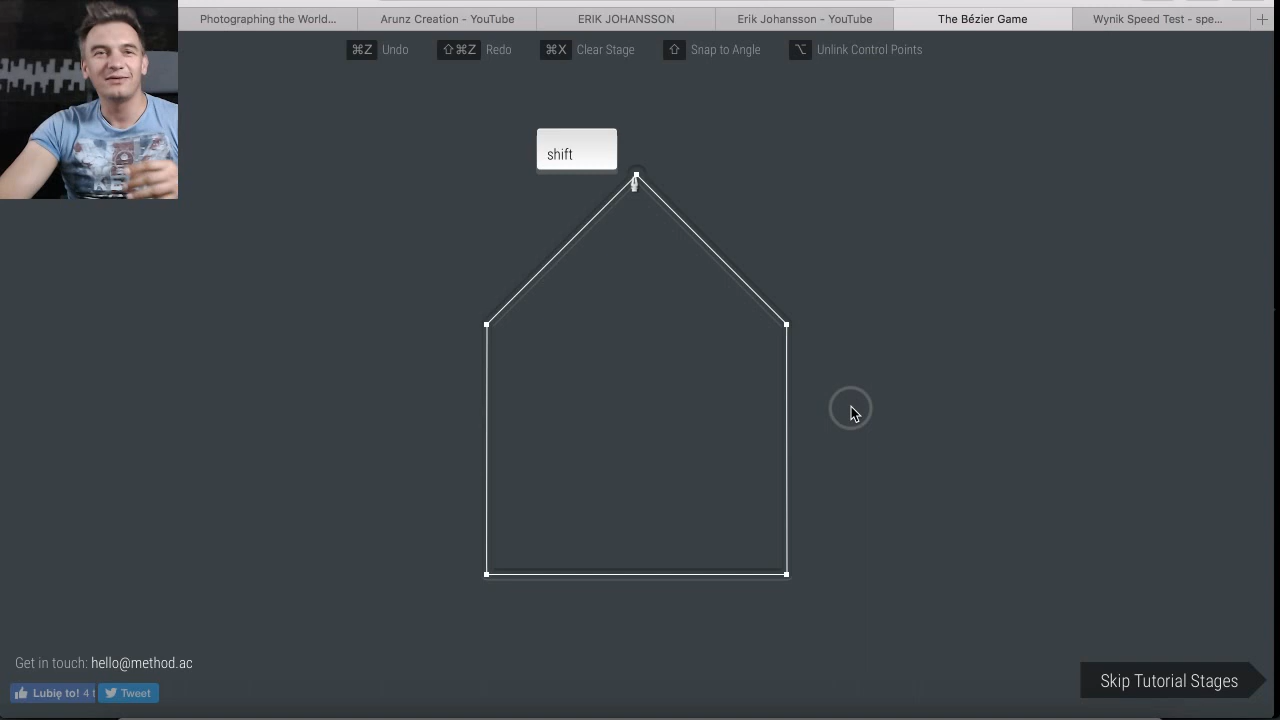 Photographing the World...
Arunz Creation - YouTube
ERIK JOHANSSON
Erik Johansson - YouTube
The Bézier Game
Wynik Speed Test - spe...
⌘Z Undo
⇧⌘Z Redo
⌘X Clear Stage
⇧ Snap to Angle
⌥ Unlink Control Points
shift
Get in touch: hello@method.ac
Lubię to! 4 t
Tweet
Skip Tutorial Stages